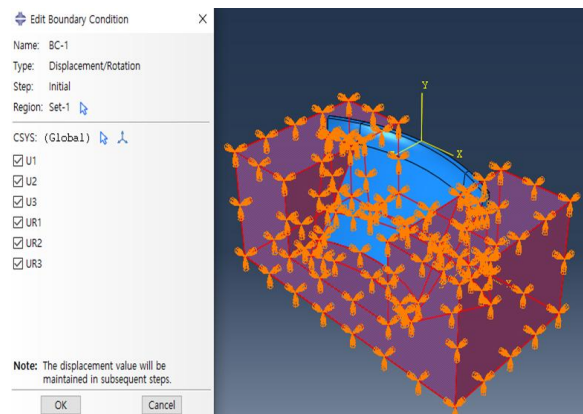 Edit Boundary Condition
Name: BC-1
Type: Displacement/Rotation
Step: Initial
Region: Set-1
CSYS: (Global)
U1
U2
U3
UR1
UR2
UR3
Note: The displacement value will be
maintained in subsequent steps.
OK Cancel
Y
X